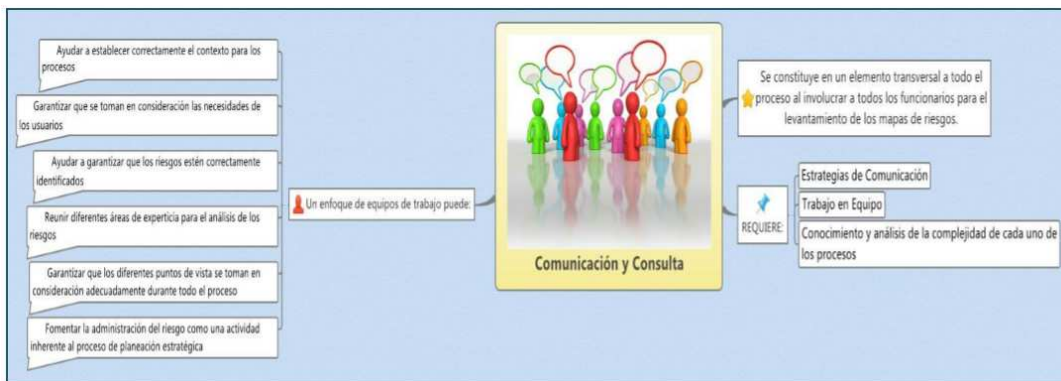 Ayudar a establecer correctamente el contexto para los
procesos
Garantizar que se toman en consideración las necesidades de
los usuarios
Ayudar a garantizar que los riesgos estén correctamente
identificados
Reunir diferentes áreas de experticia para el análisis de los
riesgos
Garantizar que los diferentes puntos de vista se toman en
consideración adecuadamente durante todo el proceso
Fomentar la administración del riesgo como una actividad
inherente al proceso de planeación estratégica
Un enfoque de equipos de trabajo puede:
Comunicación y Consulta
Se constituye en un elemento transversal a todo el
proceso al involucrar a todos los funcionarios para el
levantamiento de los mapas de riesgos.
REQUIERE:
Estrategias de Comunicación
Trabajo en Equipo
Conocimiento y análisis de la complejidad de cada uno de
los procesos